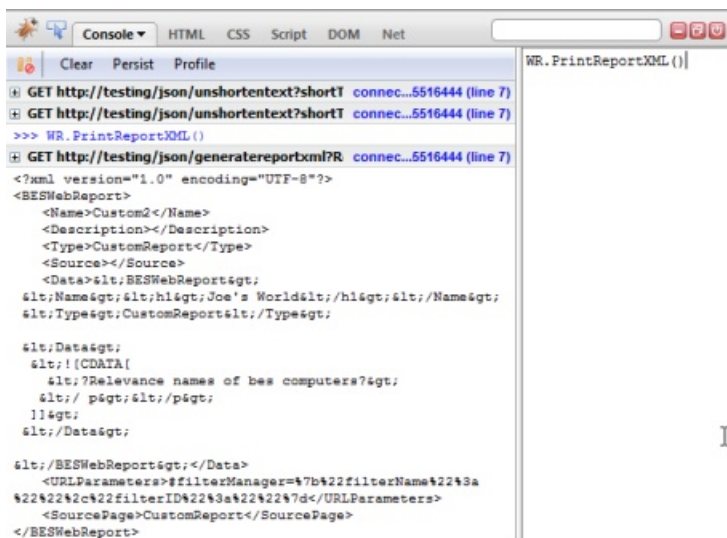 Console HTML CSS Script DOM Net
Clear Persist Profile
GET http://testing/json/unshortentext?shortT connec...5516444 (line 7)
GET http://testing/json/unshortentext?shortT connec...5516444 (line 7)
>>> WR.PrintReportXML()
GET http://testing/json/generatereportxml?R connec...5516444 (line 7)
<?xml version="1.0" encoding="UTF-8"?>
<BESWebReport>
<Name>Custom2</Name>
<Description></Description>
<Type>CustomReport</Type>
<Source></Source>
<Data>&lt;BESWebReport&gt;
&lt;Name&gt;&lt;h1&gt;Joe's World&lt;/h1&gt;&lt;/Name&gt;
&lt;Type&gt;CustomReport&lt;/Type&gt;
&lt;Data&gt;
&lt;![CDATA[
&lt;?Relevance names of bes computers?&gt;
&lt;/ p&gt;&lt;/p&gt;
]]&gt;
&lt;/Data&gt;
&lt;/BESWebReport&gt;</Data>
<URLParameters>#filterManager=%7b%22filterName%22%3a
%22%22%2c%22filterID%22%3a%22%22%7d</URLParameters>
<SourcePage>CustomReport</SourcePage>
</BESWebReport>
WR.PrintReportXML()